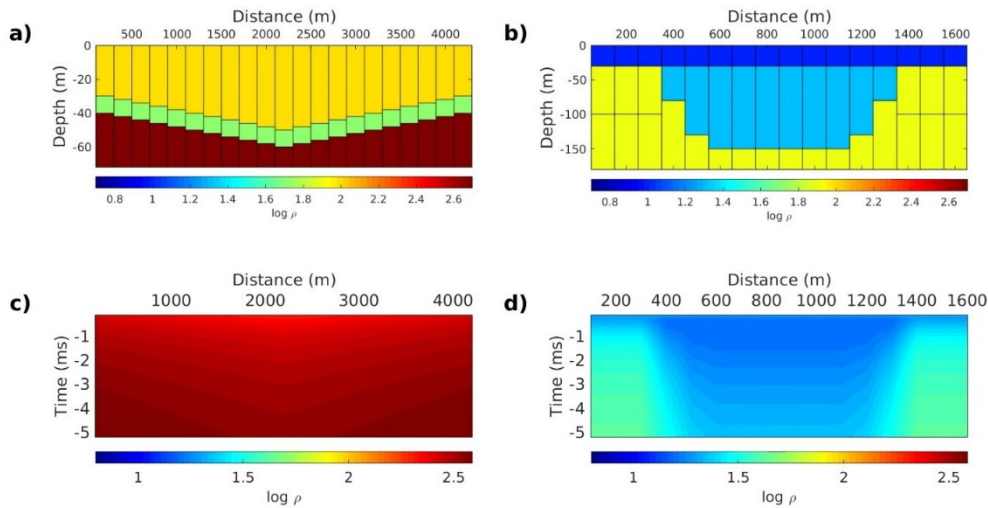 Distance (m)
a)
500 1000 1500 2000 2500 3000 3500 4000
0
-20
-40
-60
Depth (m)
0.8 1 1.2 1.4 1.6 1.8 2 2.2 2.4 2.6
log ρ
Distance (m)
b)
200 400 600 800 1000 1200 1400 1600
0
-50
-100
-150
Depth (m)
0.8 1 1.2 1.4 1.6 1.8 2 2.2 2.4 2.6
log ρ
Distance (m)
c)
1000 2000 3000 4000
-1
-2
-3
-4
-5
Time (ms)
1 1.5 2 2.5
log ρ
Distance (m)
d)
200 400 600 800 1000 1200 1400 1600
-1
-2
-3
-4
-5
Time (ms)
1 1.5 2 2.5
log ρ